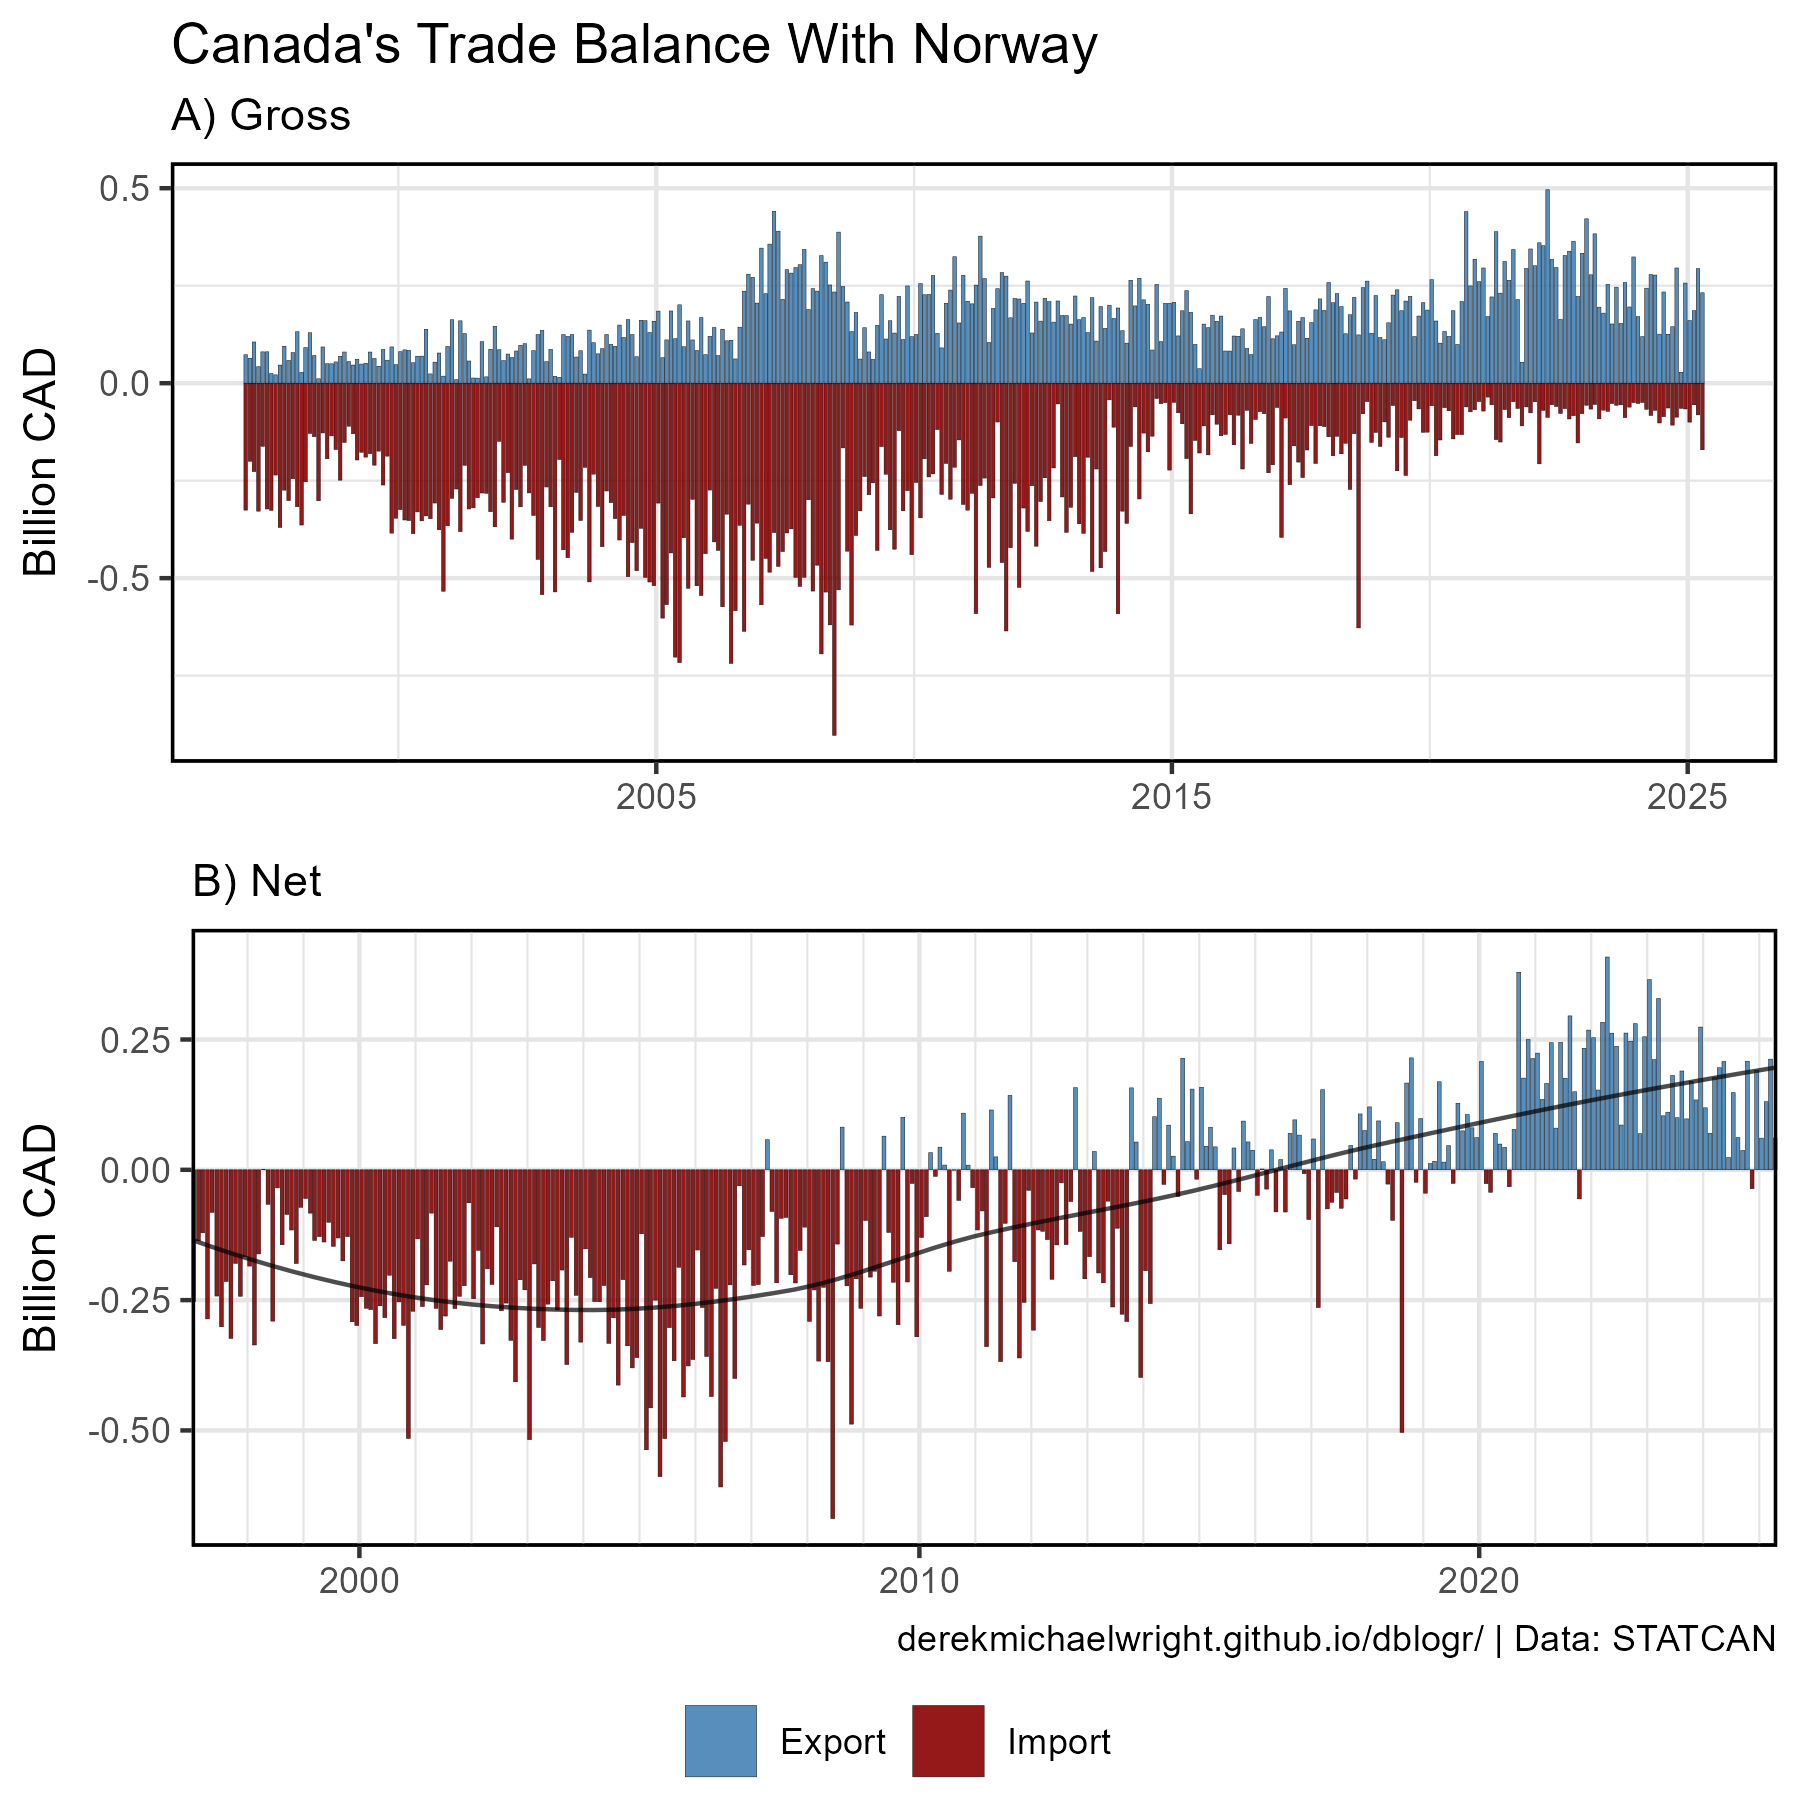 Canada's Trade Balance With Norway
A) Gross
0.5
0.0
-0.5
Billion CAD
2005 2015 2025
B) Net
0.25
0.00
-0.25
-0.50
Billion CAD
2000 2010 2020
derekmichaelwright.github.io/dblogr/ | Data: STATCAN
Export Import